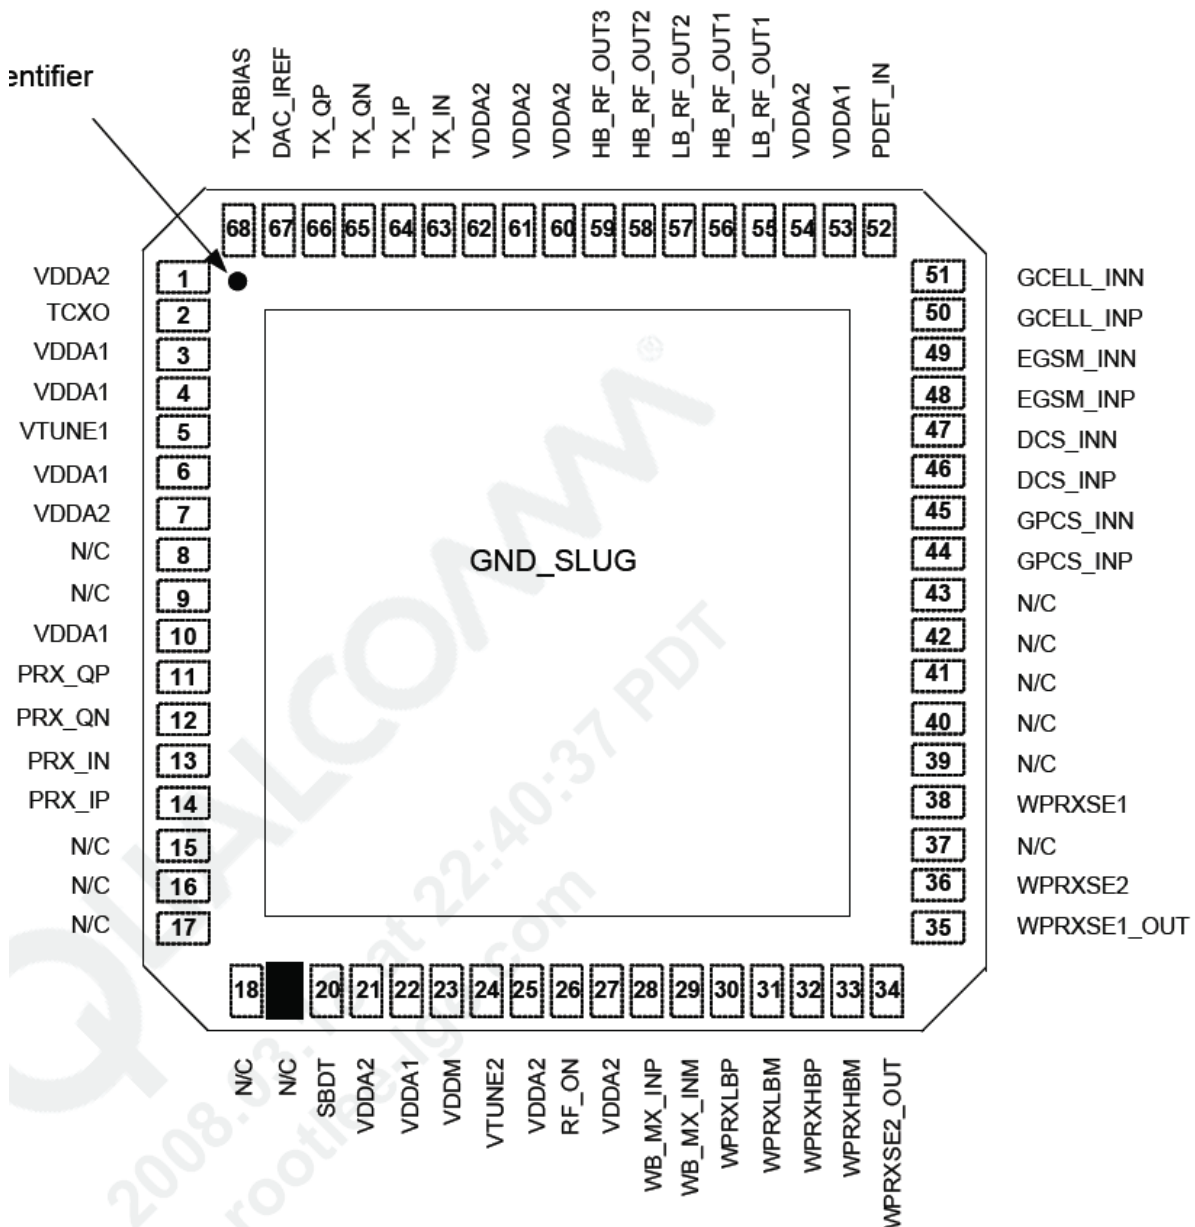 entifier
TX_RBIAS
DAC_IREF
TX_QP
TX_QN
TX_IP
TX_IN
VDDA2
VDDA2
VDDA2
HB_RF_OUT3
HB_RF_OUT2
LB_RF_OUT2
HB_RF_OUT1
LB_RF_OUT1
VDDA2
VDDA1
PDET_IN
68 67 66 65 64 63 62 61 60 59 58 57 56 55 54 53 52
VDDA2 1
TCXO 2
VDDA1 3
VDDA1 4
VTUNE1 5
VDDA1 6
VDDA2 7
N/C 8
N/C 9
VDDA1 10
PRX_QP 11
PRX_QN 12
PRX_IN 13
PRX_IP 14
N/C 15
N/C 16
N/C 17
GND_SLUG
51 GCELL_INN
50 GCELL_INP
49 EGSM_INN
48 EGSM_INP
47 DCS_INN
46 DCS_INP
45 GPCS_INN
44 GPCS_INP
43 N/C
42 N/C
41 N/C
40 N/C
39 N/C
38 WPRXSE1
37 N/C
36 WPRXSE2
35 WPRXSE1_OUT
18 20 21 22 23 24 25 26 27 28 29 30 31 32 33 34
N/C
N/C
SBDT
VDDA2
VDDA1
VDDM
VTUNE2
VDDA2
RF_ON
VDDA2
WB_MX_INP
WB_MX_INM
WPRXLBP
WPRXLBM
WPRXHBP
WPRXHBM
WPRXSE2_OUT
QUALCOMM®
at 22:40:37 PDT